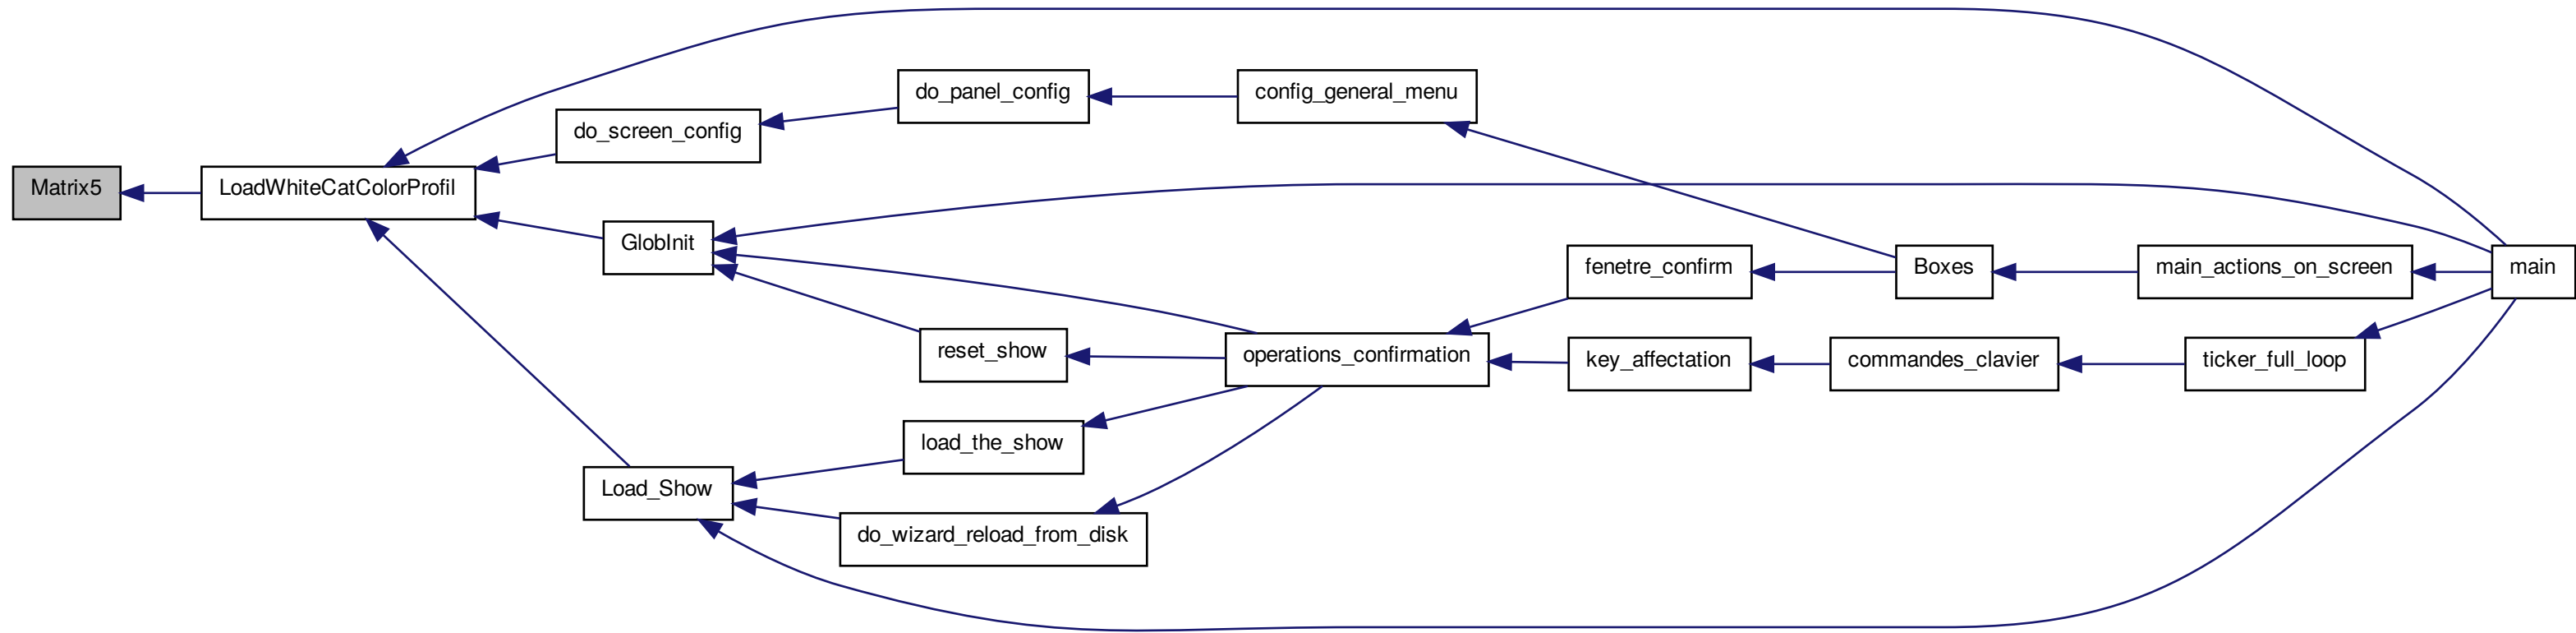 Matrix5
LoadWhiteCatColorProfil
do_screen_config
do_panel_config
config_general_menu
GlobInit
reset_show
Load_Show
load_the_show
do_wizard_reload_from_disk
operations_confirmation
fenetre_confirm
key_affectation
Boxes
commandes_clavier
main_actions_on_screen
ticker_full_loop
main